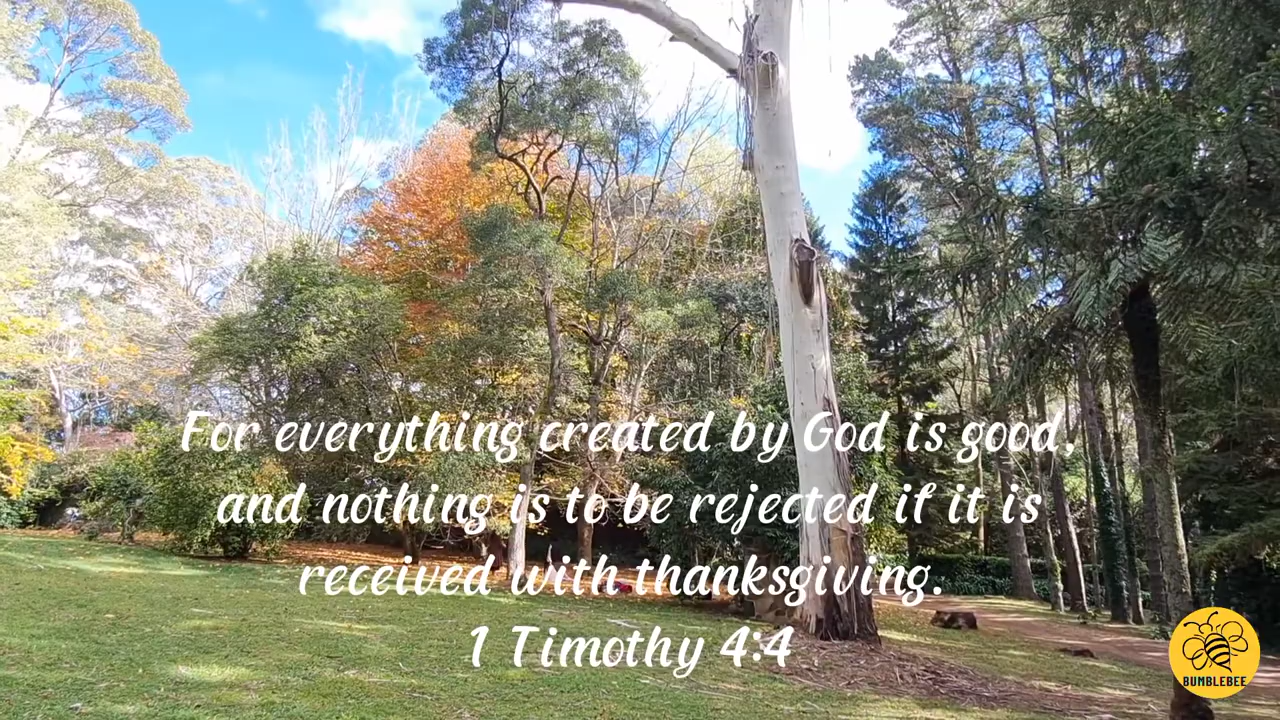 For everything created by God is good,
and nothing is to be rejected if it is
received with thanksgiving.
1 Timothy 4:4
BUMBLEBEE